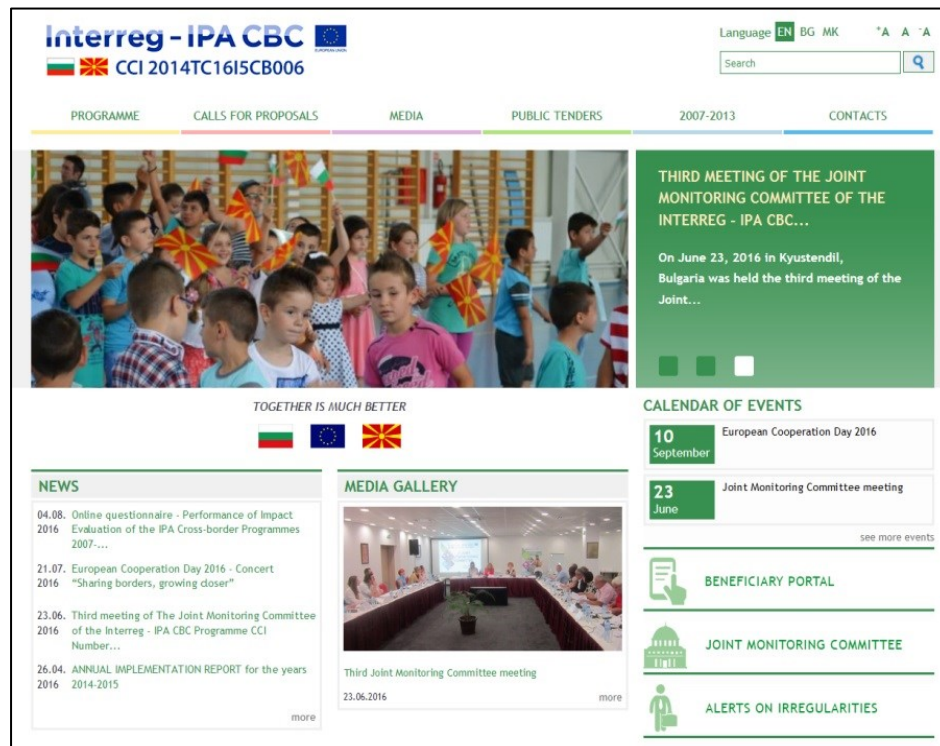 Interreg - IPA CBC
EUROPEAN UNION
CCI 2014TC16I5CB006
Language EN BG MK +A A -A
Search
PROGRAMME CALLS FOR PROPOSALS MEDIA PUBLIC TENDERS 2007-2013 CONTACTS
THIRD MEETING OF THE JOINT
MONITORING COMMITTEE OF THE
INTERREG - IPA CBC...
On June 23, 2016 in Kyustendil,
Bulgaria was held the third meeting of the
Joint...
TOGETHER IS MUCH BETTER
NEWS
04.08. Online questionnaire - Performance of Impact
2016 Evaluation of the IPA Cross-border Programmes
2007-...
21.07. European Cooperation Day 2016 - Concert
2016 “Sharing borders, growing closer”
23.06. Third meeting of The Joint Monitoring Committee
2016 of the Interreg - IPA CBC Programme CCI
Number...
26.04. ANNUAL IMPLEMENTATION REPORT for the years
2016 2014-2015
more
MEDIA GALLERY
Third Joint Monitoring Committee meeting
23.06.2016 more
CALENDAR OF EVENTS
10 European Cooperation Day 2016
September
23 Joint Monitoring Committee meeting
June
see more events
BENEFICIARY PORTAL
JOINT MONITORING COMMITTEE
ALERTS ON IRREGULARITIES